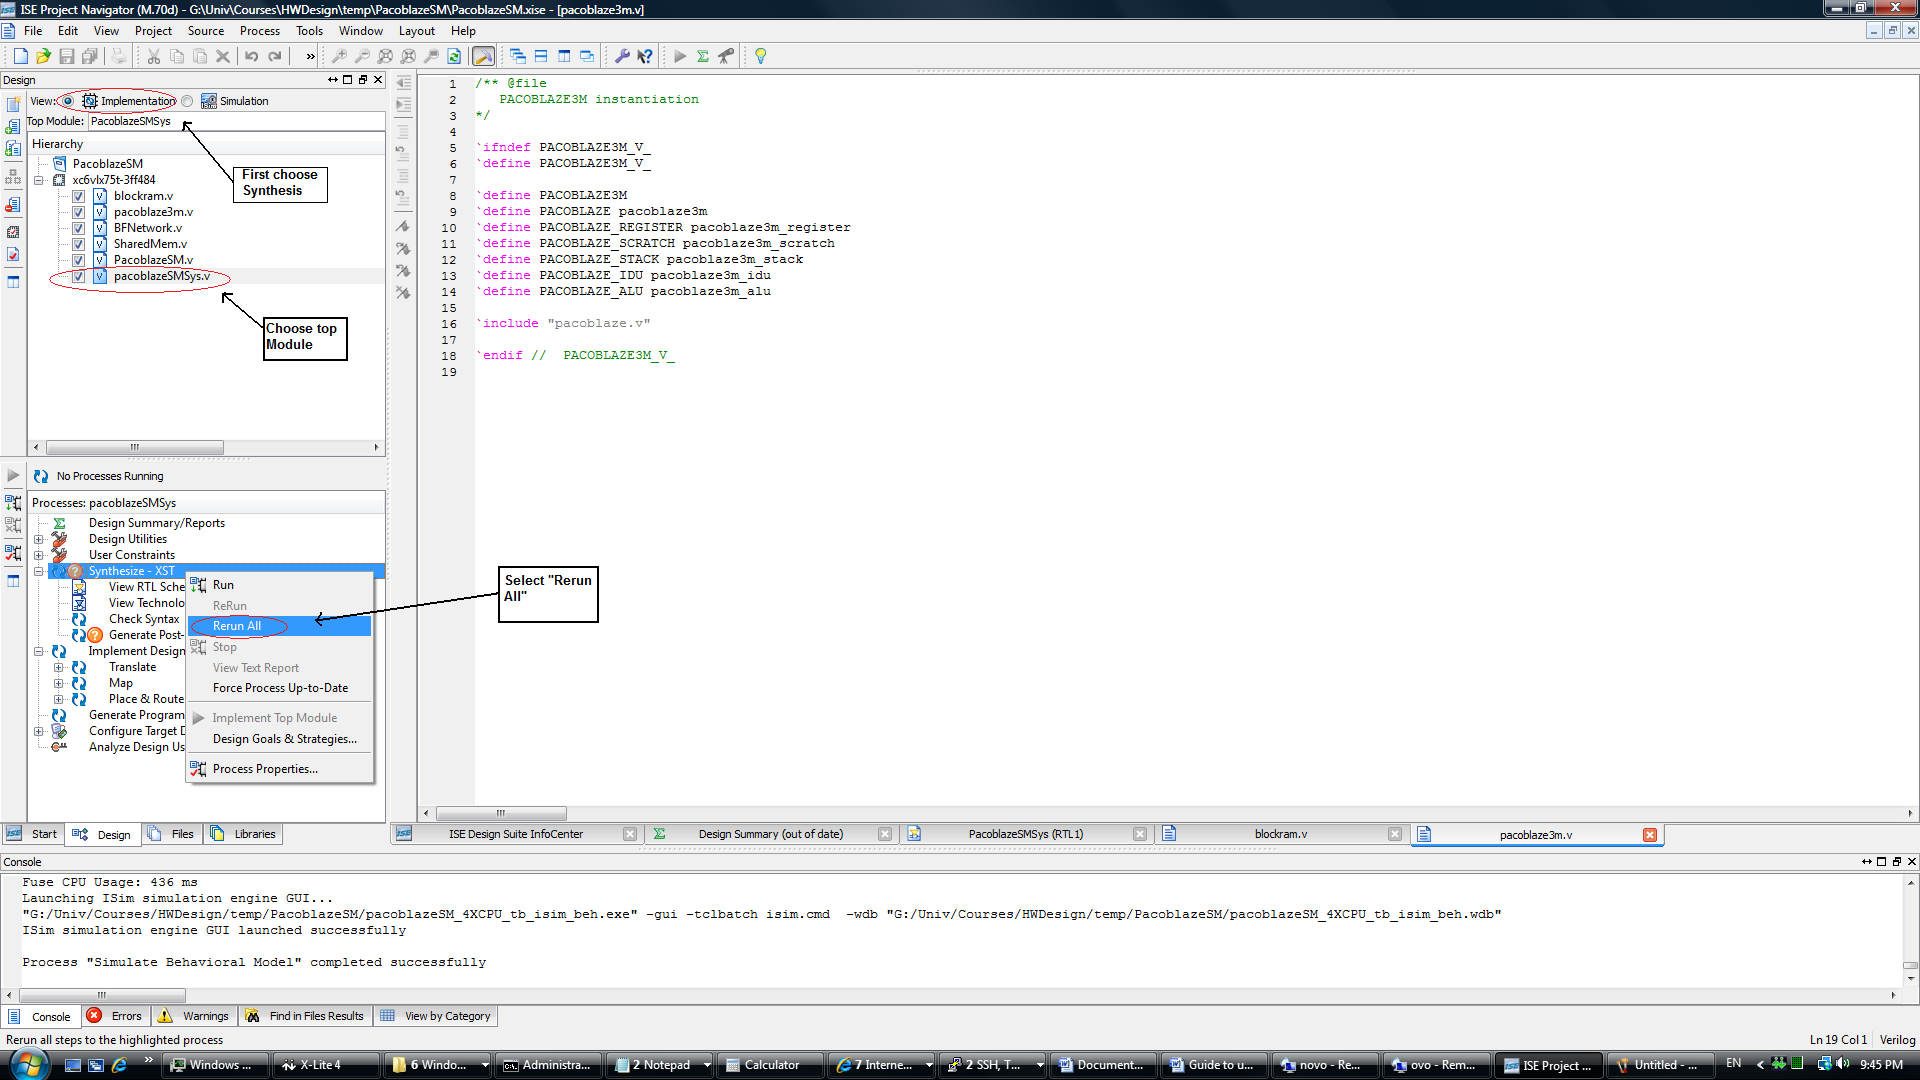 ISE Project Navigator (M.70d) - G:\Univ\Courses\HWDesign\temp\PacoblazeSM\PacoblazeSM.xise - [pacoblaze3m.v]
File Edit View Project Source Process Tools Window Layout Help
Design
View: Implementation Simulation
Top Module: PacoblazeSMSys
Hierarchy
PacoblazeSM
xc6vlx75t-3ff484
blockram.v
pacoblaze3m.v
BFNetwork.v
SharedMem.v
PacoblazeSM.v
pacoblazeSMSys.v
First choose
Synthesis
Choose top
Module
No Processes Running
Processes: pacoblazeSMSys
Design Summary/Reports
Design Utilities
User Constraints
Synthesize - XST
View RTL Sche
View Technolo
Check Syntax
Generate Post-
Implement Design
Translate
Map
Place & Route
Generate Program
Configure Target D
Analyze Design Us
Run
ReRun
Rerun All
Stop
View Text Report
Force Process Up-to-Date
Implement Top Module
Design Goals & Strategies...
Process Properties...
Select "Rerun
All"
Start Design Files Libraries
1 /** @file
2 PACOBLAZE3M instantiation
3 */
4
5 `ifndef PACOBLAZE3M_V_
6 `define PACOBLAZE3M_V_
7
8 `define PACOBLAZE3M
9 `define PACOBLAZE pacoblaze3m
10 `define PACOBLAZE_REGISTER pacoblaze3m_register
11 `define PACOBLAZE_SCRATCH pacoblaze3m_scratch
12 `define PACOBLAZE_STACK pacoblaze3m_stack
13 `define PACOBLAZE_IDU pacoblaze3m_idu
14 `define PACOBLAZE_ALU pacoblaze3m_alu
15
16 `include "pacoblaze.v"
17
18 `endif // PACOBLAZE3M_V_
19
ISE Design Suite InfoCenter Design Summary (out of date) PacoblazeSMSys (RTL1) blockram.v pacoblaze3m.v
Console
Fuse CPU Usage: 436 ms
Launching ISim simulation engine GUI...
"G:/Univ/Courses/HWDesign/temp/PacoblazeSM/pacoblazeSM_4XCPU_tb_isim_beh.exe" -gui -tclbatch isim.cmd -wdb "G:/Univ/Courses/HWDesign/temp/PacoblazeSM/pacoblazeSM_4XCPU_tb_isim_beh.wdb"
ISim simulation engine GUI launched successfully
Process "Simulate Behavioral Model" completed successfully
Console Errors Warnings Find in Files Results View by Category
Rerun all steps to the highlighted process Ln 19 Col 1 Verilog
Windows ... X-Lite 4 6 Windo... Administra... 2 Notepad Calculator 7 Interne... 2 SSH, T... Document... Guide to u... novo - Re... ovo - Rem... ISE Project ... Untitled - ... EN 9:45 PM